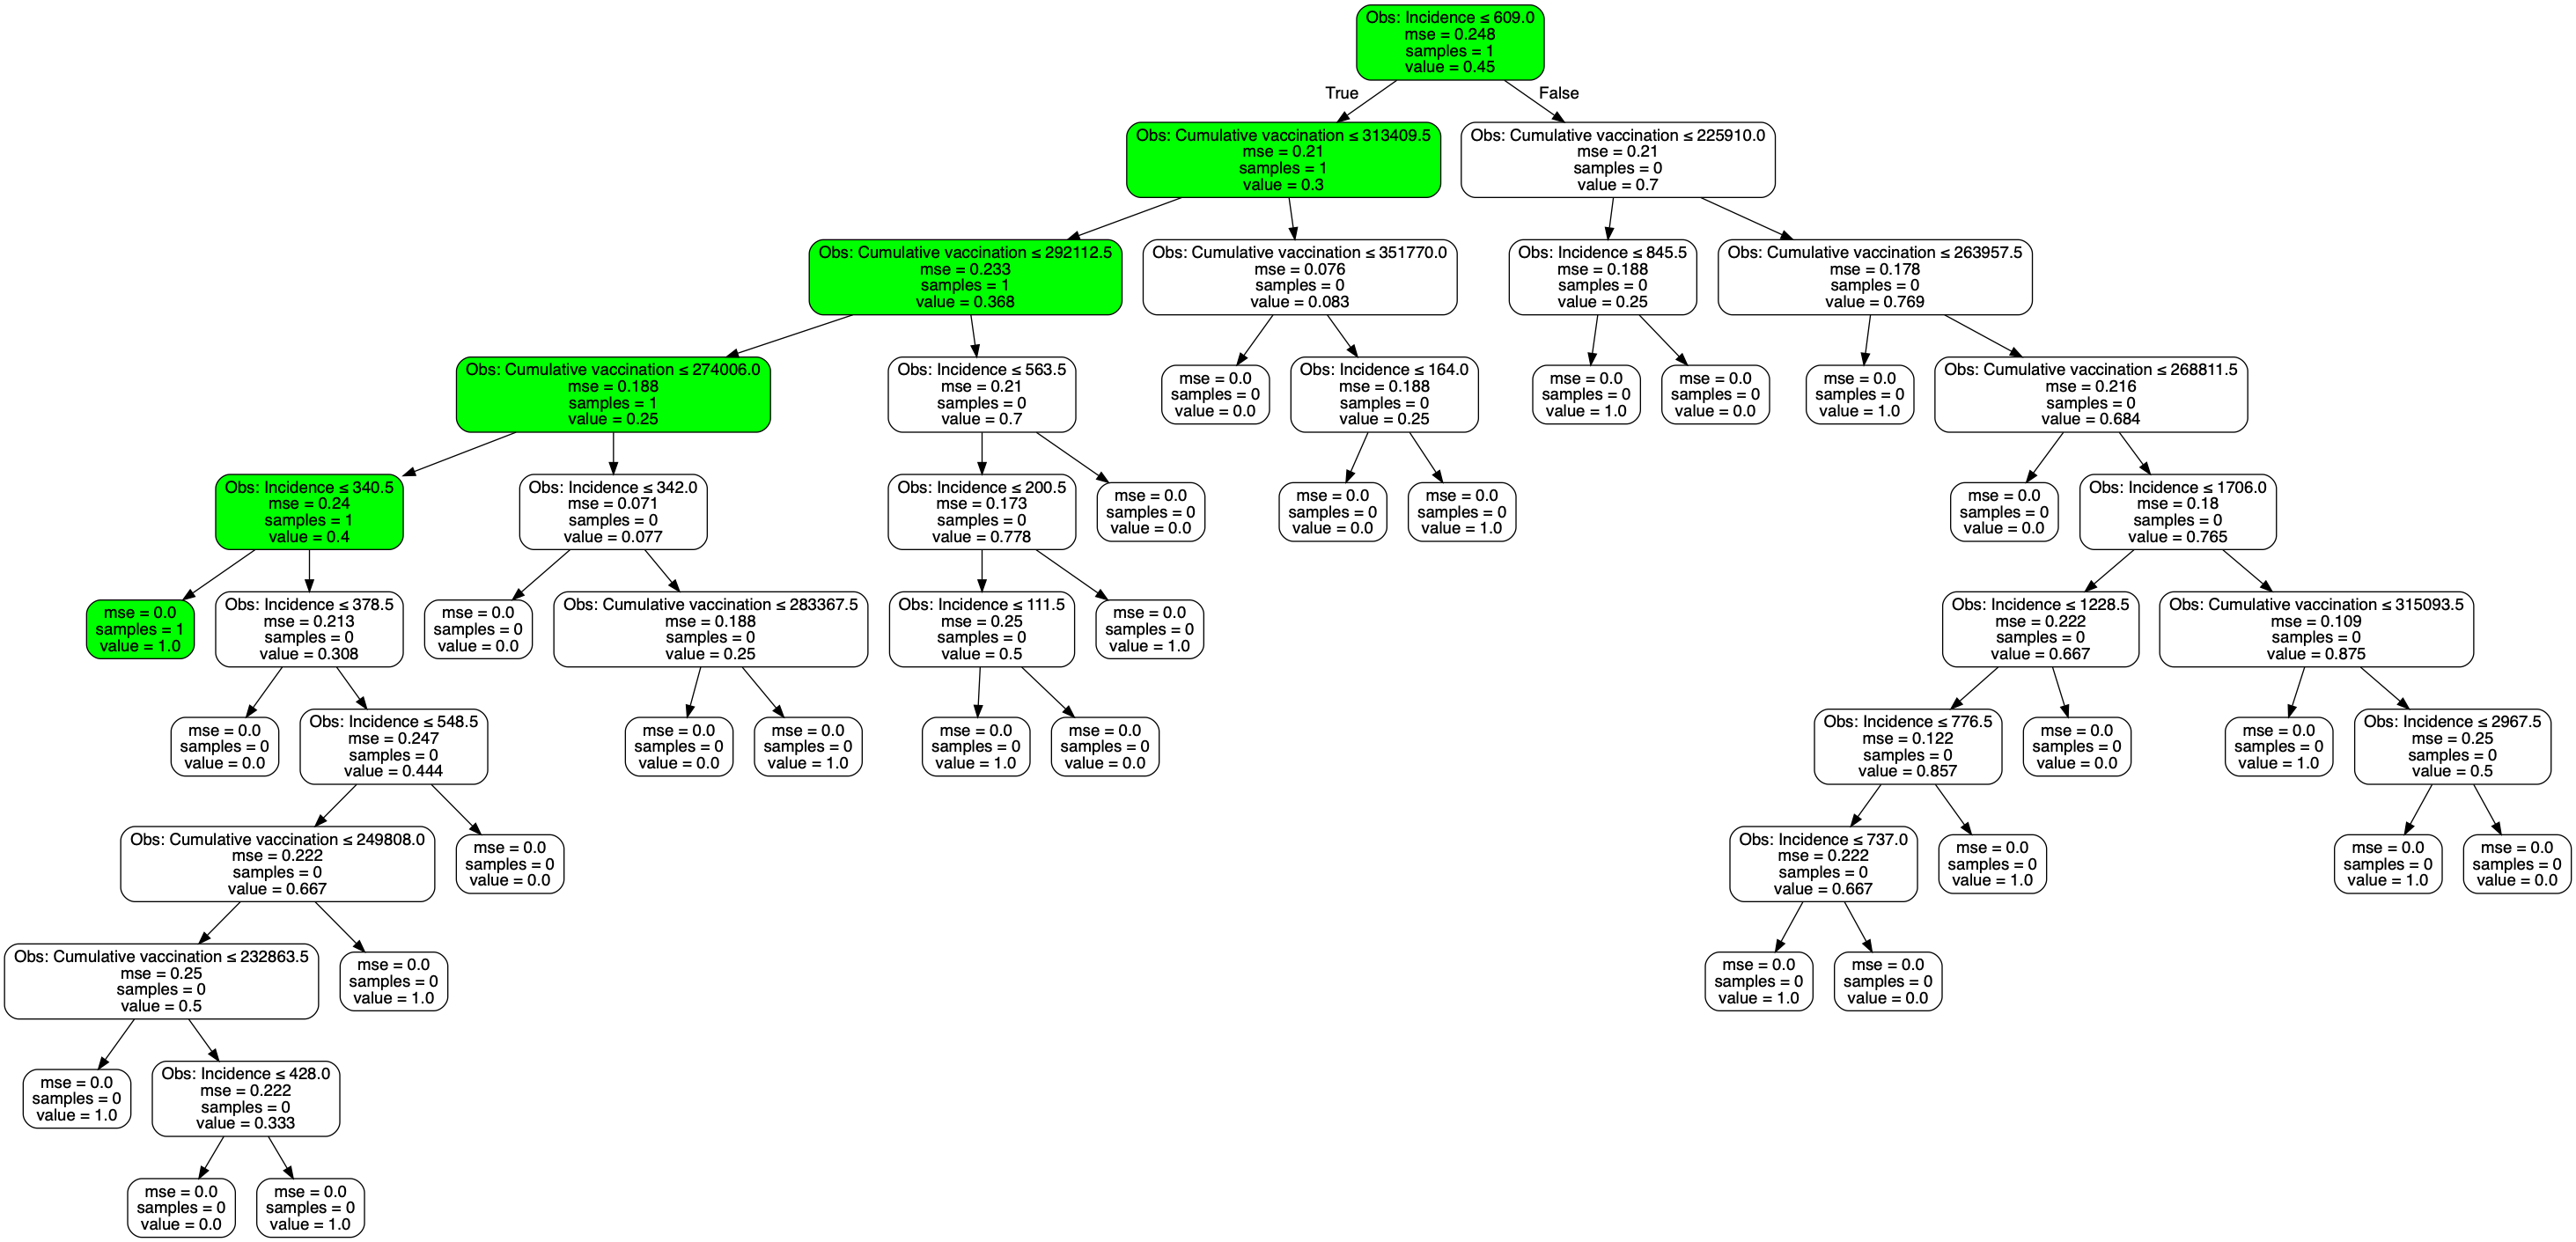 Obs: Incidence ≤ 609.0
mse = 0.248
samples = 1
value = 0.45
True
False
Obs: Cumulative vaccination ≤ 313409.5
mse = 0.21
samples = 1
value = 0.3
Obs: Cumulative vaccination ≤ 225910.0
mse = 0.21
samples = 0
value = 0.7
Obs: Cumulative vaccination ≤ 292112.5
mse = 0.233
samples = 1
value = 0.368
Obs: Cumulative vaccination ≤ 351770.0
mse = 0.076
samples = 0
value = 0.083
Obs: Incidence ≤ 845.5
mse = 0.188
samples = 0
value = 0.25
Obs: Cumulative vaccination ≤ 263957.5
mse = 0.178
samples = 0
value = 0.769
Obs: Cumulative vaccination ≤ 274006.0
mse = 0.188
samples = 1
value = 0.25
Obs: Incidence ≤ 563.5
mse = 0.21
samples = 0
value = 0.7
mse = 0.0
samples = 0
value = 0.0
Obs: Incidence ≤ 164.0
mse = 0.188
samples = 0
value = 0.25
mse = 0.0
samples = 0
value = 1.0
mse = 0.0
samples = 0
value = 0.0
mse = 0.0
samples = 0
value = 1.0
Obs: Cumulative vaccination ≤ 268811.5
mse = 0.216
samples = 0
value = 0.684
Obs: Incidence ≤ 340.5
mse = 0.24
samples = 1
value = 0.4
Obs: Incidence ≤ 342.0
mse = 0.071
samples = 0
value = 0.077
Obs: Incidence ≤ 200.5
mse = 0.173
samples = 0
value = 0.778
mse = 0.0
samples = 0
value = 0.0
mse = 0.0
samples = 0
value = 0.0
mse = 0.0
samples = 0
value = 1.0
mse = 0.0
samples = 0
value = 0.0
Obs: Incidence ≤ 1706.0
mse = 0.18
samples = 0
value = 0.765
mse = 0.0
samples = 1
value = 1.0
Obs: Incidence ≤ 378.5
mse = 0.213
samples = 0
value = 0.308
mse = 0.0
samples = 0
value = 0.0
Obs: Cumulative vaccination ≤ 283367.5
mse = 0.188
samples = 0
value = 0.25
Obs: Incidence ≤ 111.5
mse = 0.25
samples = 0
value = 0.5
mse = 0.0
samples = 0
value = 1.0
Obs: Incidence ≤ 1228.5
mse = 0.222
samples = 0
value = 0.667
Obs: Cumulative vaccination ≤ 315093.5
mse = 0.109
samples = 0
value = 0.875
mse = 0.0
samples = 0
value = 0.0
Obs: Incidence ≤ 548.5
mse = 0.247
samples = 0
value = 0.444
mse = 0.0
samples = 0
value = 0.0
mse = 0.0
samples = 0
value = 1.0
mse = 0.0
samples = 0
value = 1.0
mse = 0.0
samples = 0
value = 0.0
Obs: Incidence ≤ 776.5
mse = 0.122
samples = 0
value = 0.857
mse = 0.0
samples = 0
value = 0.0
mse = 0.0
samples = 0
value = 1.0
Obs: Incidence ≤ 2967.5
mse = 0.25
samples = 0
value = 0.5
Obs: Cumulative vaccination ≤ 249808.0
mse = 0.222
samples = 0
value = 0.667
mse = 0.0
samples = 0
value = 0.0
Obs: Incidence ≤ 737.0
mse = 0.222
samples = 0
value = 0.667
mse = 0.0
samples = 0
value = 1.0
mse = 0.0
samples = 0
value = 1.0
mse = 0.0
samples = 0
value = 0.0
Obs: Cumulative vaccination ≤ 232863.5
mse = 0.25
samples = 0
value = 0.5
mse = 0.0
samples = 0
value = 1.0
mse = 0.0
samples = 0
value = 1.0
mse = 0.0
samples = 0
value = 0.0
mse = 0.0
samples = 0
value = 1.0
Obs: Incidence ≤ 428.0
mse = 0.222
samples = 0
value = 0.333
mse = 0.0
samples = 0
value = 0.0
mse = 0.0
samples = 0
value = 1.0